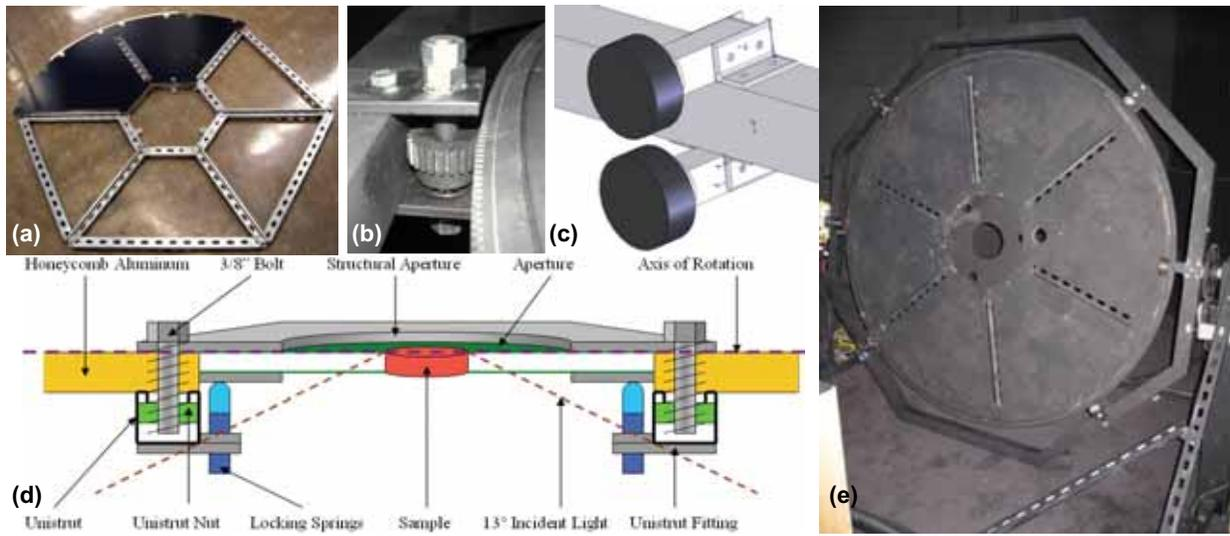 (a)
(b)
(c)
Honeycomb Aluminum 3/8" Bolt Structural Aperture Aperture Axis of Rotation
(d)
Unistrut Unistrut Nut Locking Springs Sample 13° Incident Light Unistrut Fitting
(e)